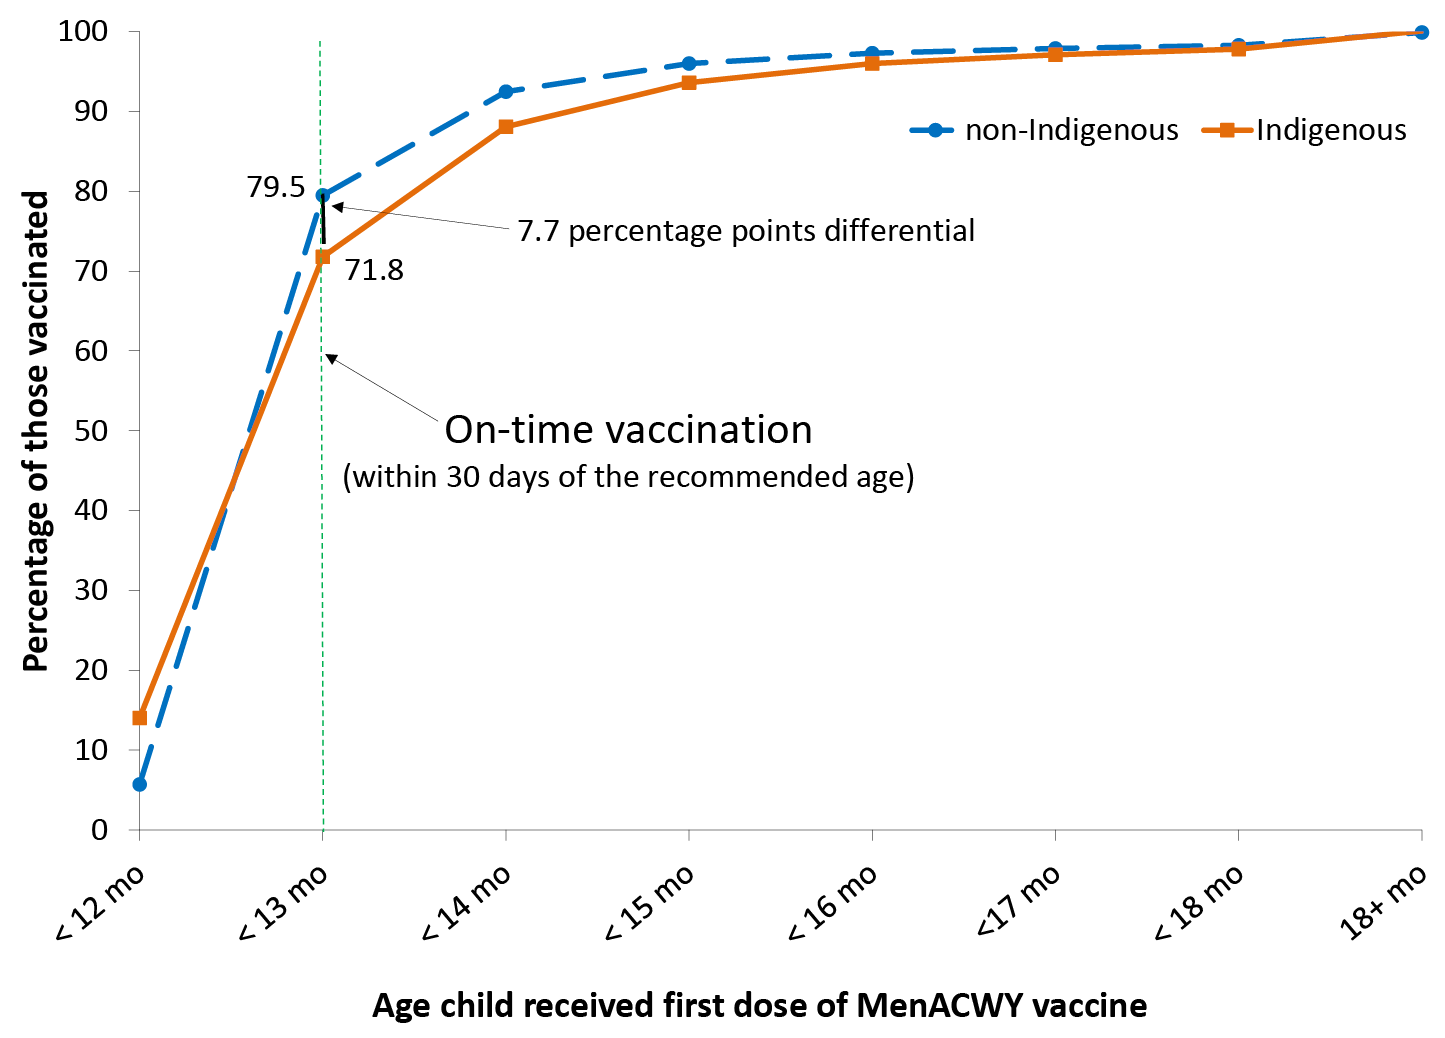 100
90
80
70
60
50
40
30
20
10
0
Percentage of those vaccinated
non-Indigenous
Indigenous
79.5
7.7 percentage points differential
71.8
On-time vaccination
(within 30 days of the recommended age)
< 12 mo
< 13 mo
< 14 mo
< 15 mo
< 16 mo
<17 mo
< 18 mo
18+ mo
Age child received first dose of MenACWY vaccine